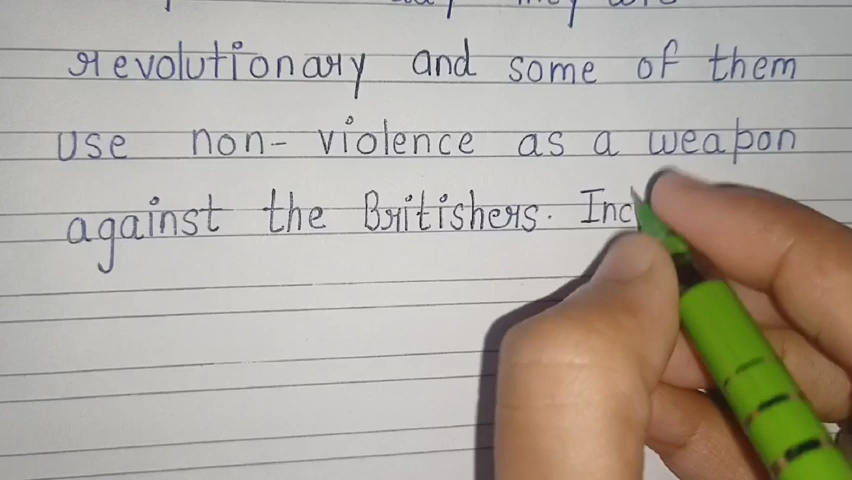 revolutionary and some of them
use non-violence as a weapon
against the Britishers. Inc